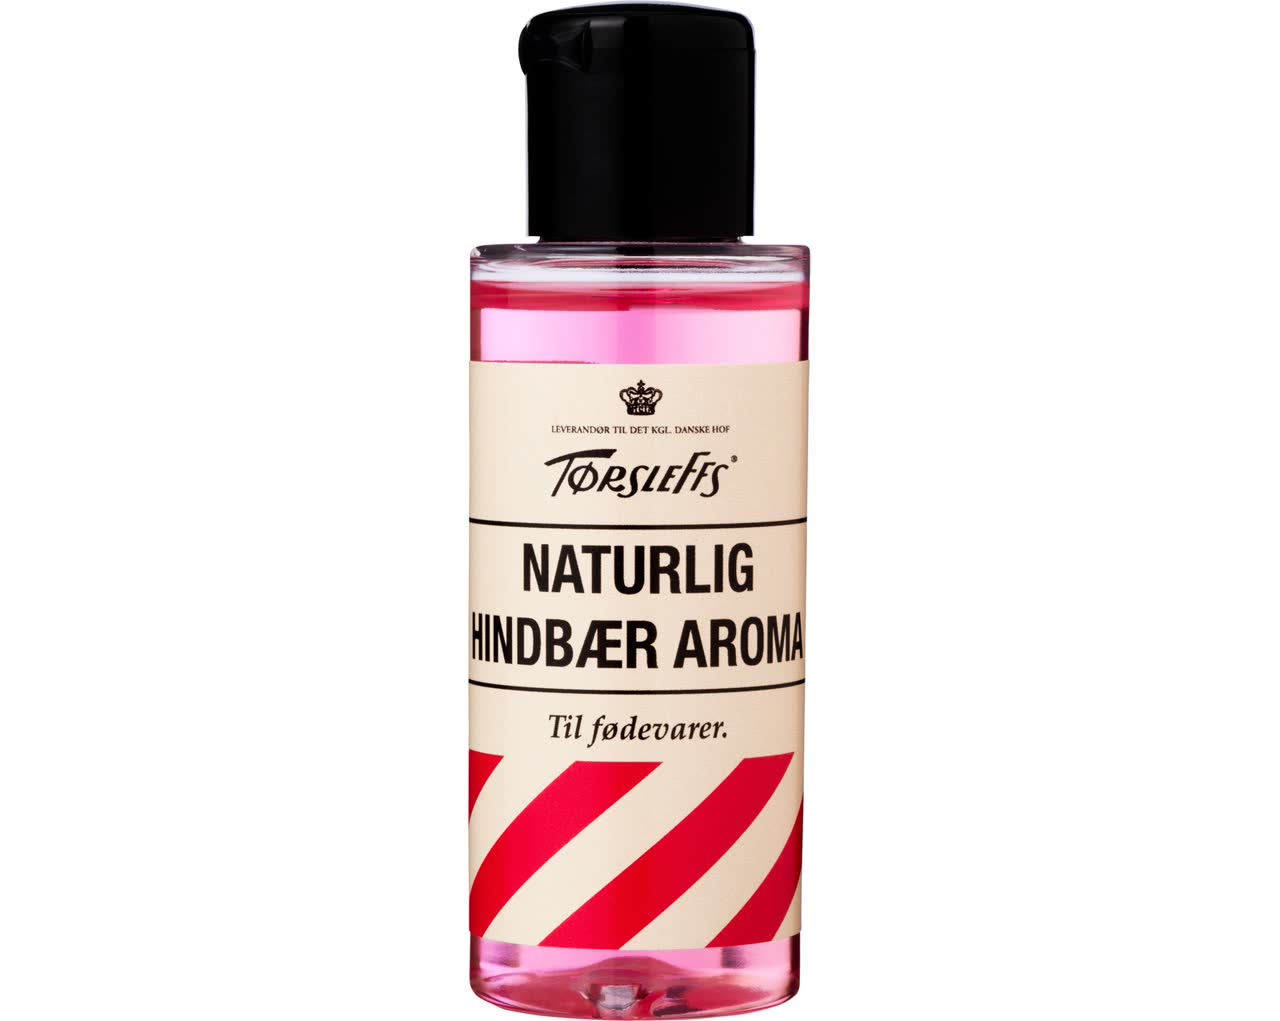 LEVERANDØR TIL DET KGL. DANSKE HOF
TØRSLEFFS®
NATURLIG
HINDBÆR AROMA
Til fødevarer.